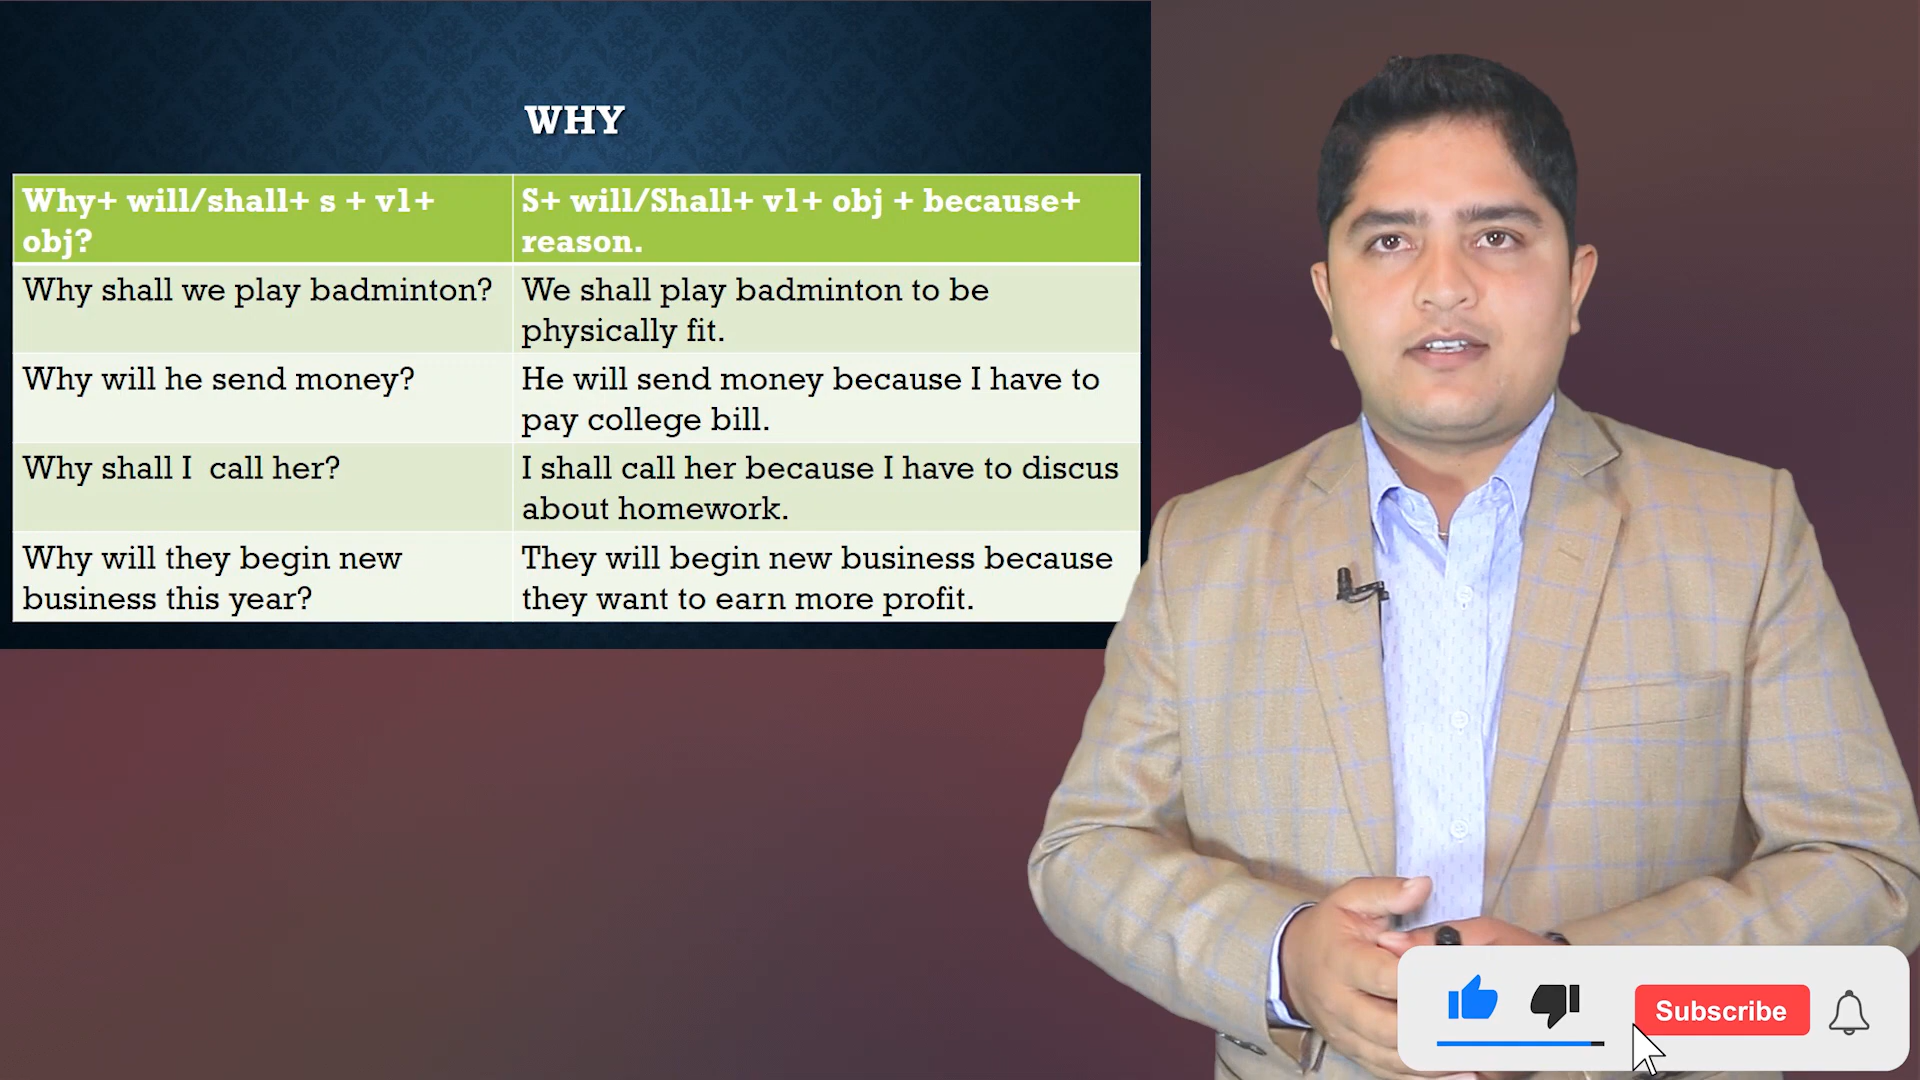 WHY
Why+ will/shall+ s + v1+
obj?
S+ will/Shall+ v1+ obj + because+
reason.
Why shall we play badminton?
We shall play badminton to be
physically fit.
Why will he send money?
He will send money because I have to
pay college bill.
Why shall I  call her?
I shall call her because I have to discus
about homework.
Why will they begin new
business this year?
They will begin new business because
they want to earn more profit.
Subscribe